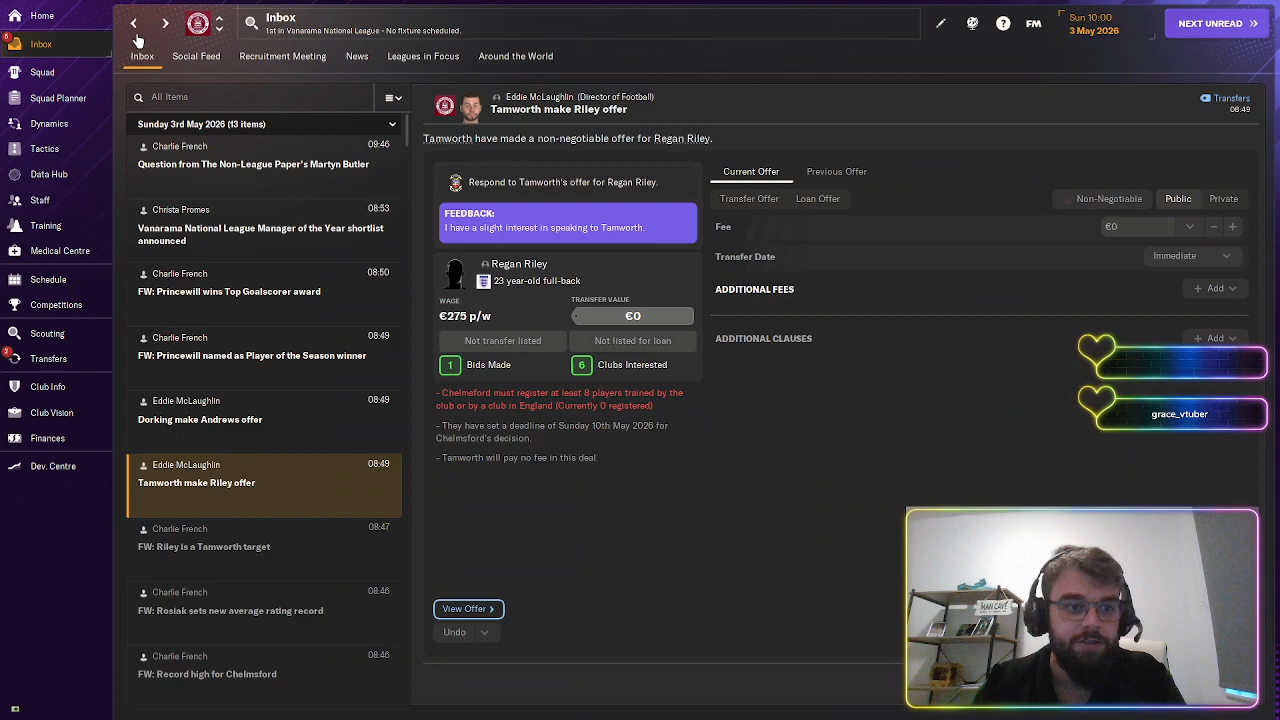 Home
Inbox
Squad
Squad Planner
Dynamics
Tactics
Data Hub
Staff
Training
Medical Centre
Schedule
Competitions
Scouting
Transfers
Club Info
Club Vision
Finances
Dev. Centre
6
2
Inbox
1st in Vanarama National League - No fixture scheduled.
FM
Sun 10:00
3 May 2026
NEXT UNREAD
Inbox
Social Feed
Recruitment Meeting
News
Leagues in Focus
Around the World
All Items
Sunday 3rd May 2026 (13 items)
Charlie French 09:46
Question from The Non-League Paper's Martyn Butler
Christa Promes 08:53
Vanarama National League Manager of the Year shortlist
announced
Charlie French 08:50
FW: Princewill wins Top Goalscorer award
Charlie French 08:49
FW: Princewill named as Player of the Season winner
Eddie McLaughlin 08:49
Dorking make Andrews offer
Eddie McLaughlin 08:49
Tamworth make Riley offer
Charlie French 08:47
FW: Riley is a Tamworth target
Charlie French 08:46
FW: Rosiak sets new average rating record
Charlie French 08:46
FW: Record high for Chelmsford
Eddie McLaughlin (Director of Football)
Tamworth make Riley offer
Transfers
08:49
Tamworth have made a non-negotiable offer for Regan Riley.
Respond to Tamworth's offer for Regan Riley.
FEEDBACK:
I have a slight interest in speaking to Tamworth.
Regan Riley
23 year-old full-back
WAGE
€275 p/w
TRANSFER VALUE
€0
Not transfer listed
Not listed for loan
1 Bids Made
6 Clubs Interested
- Chelmsford must register at least 8 players trained by the
club or by a club in England (Currently 0 registered)
- They have set a deadline of Sunday 10th May 2026 for
Chelmsford's decision.
- Tamworth will pay no fee in this deal.
View Offer
Undo
Current Offer
Previous Offer
Transfer Offer
Loan Offer
Non-Negotiable
Public
Private
Fee
€0
Transfer Date
Immediate
ADDITIONAL FEES
Add
ADDITIONAL CLAUSES
Add
grace_vtuber
MAN CAVE